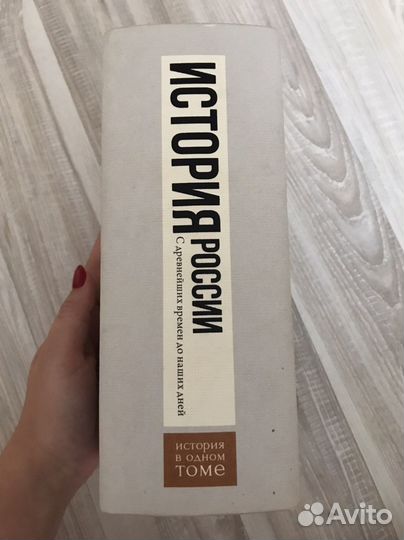 ИСТОРИЯ
РОССИИ
С древнейших времен до наших дней
история
в одном
томе
Avito